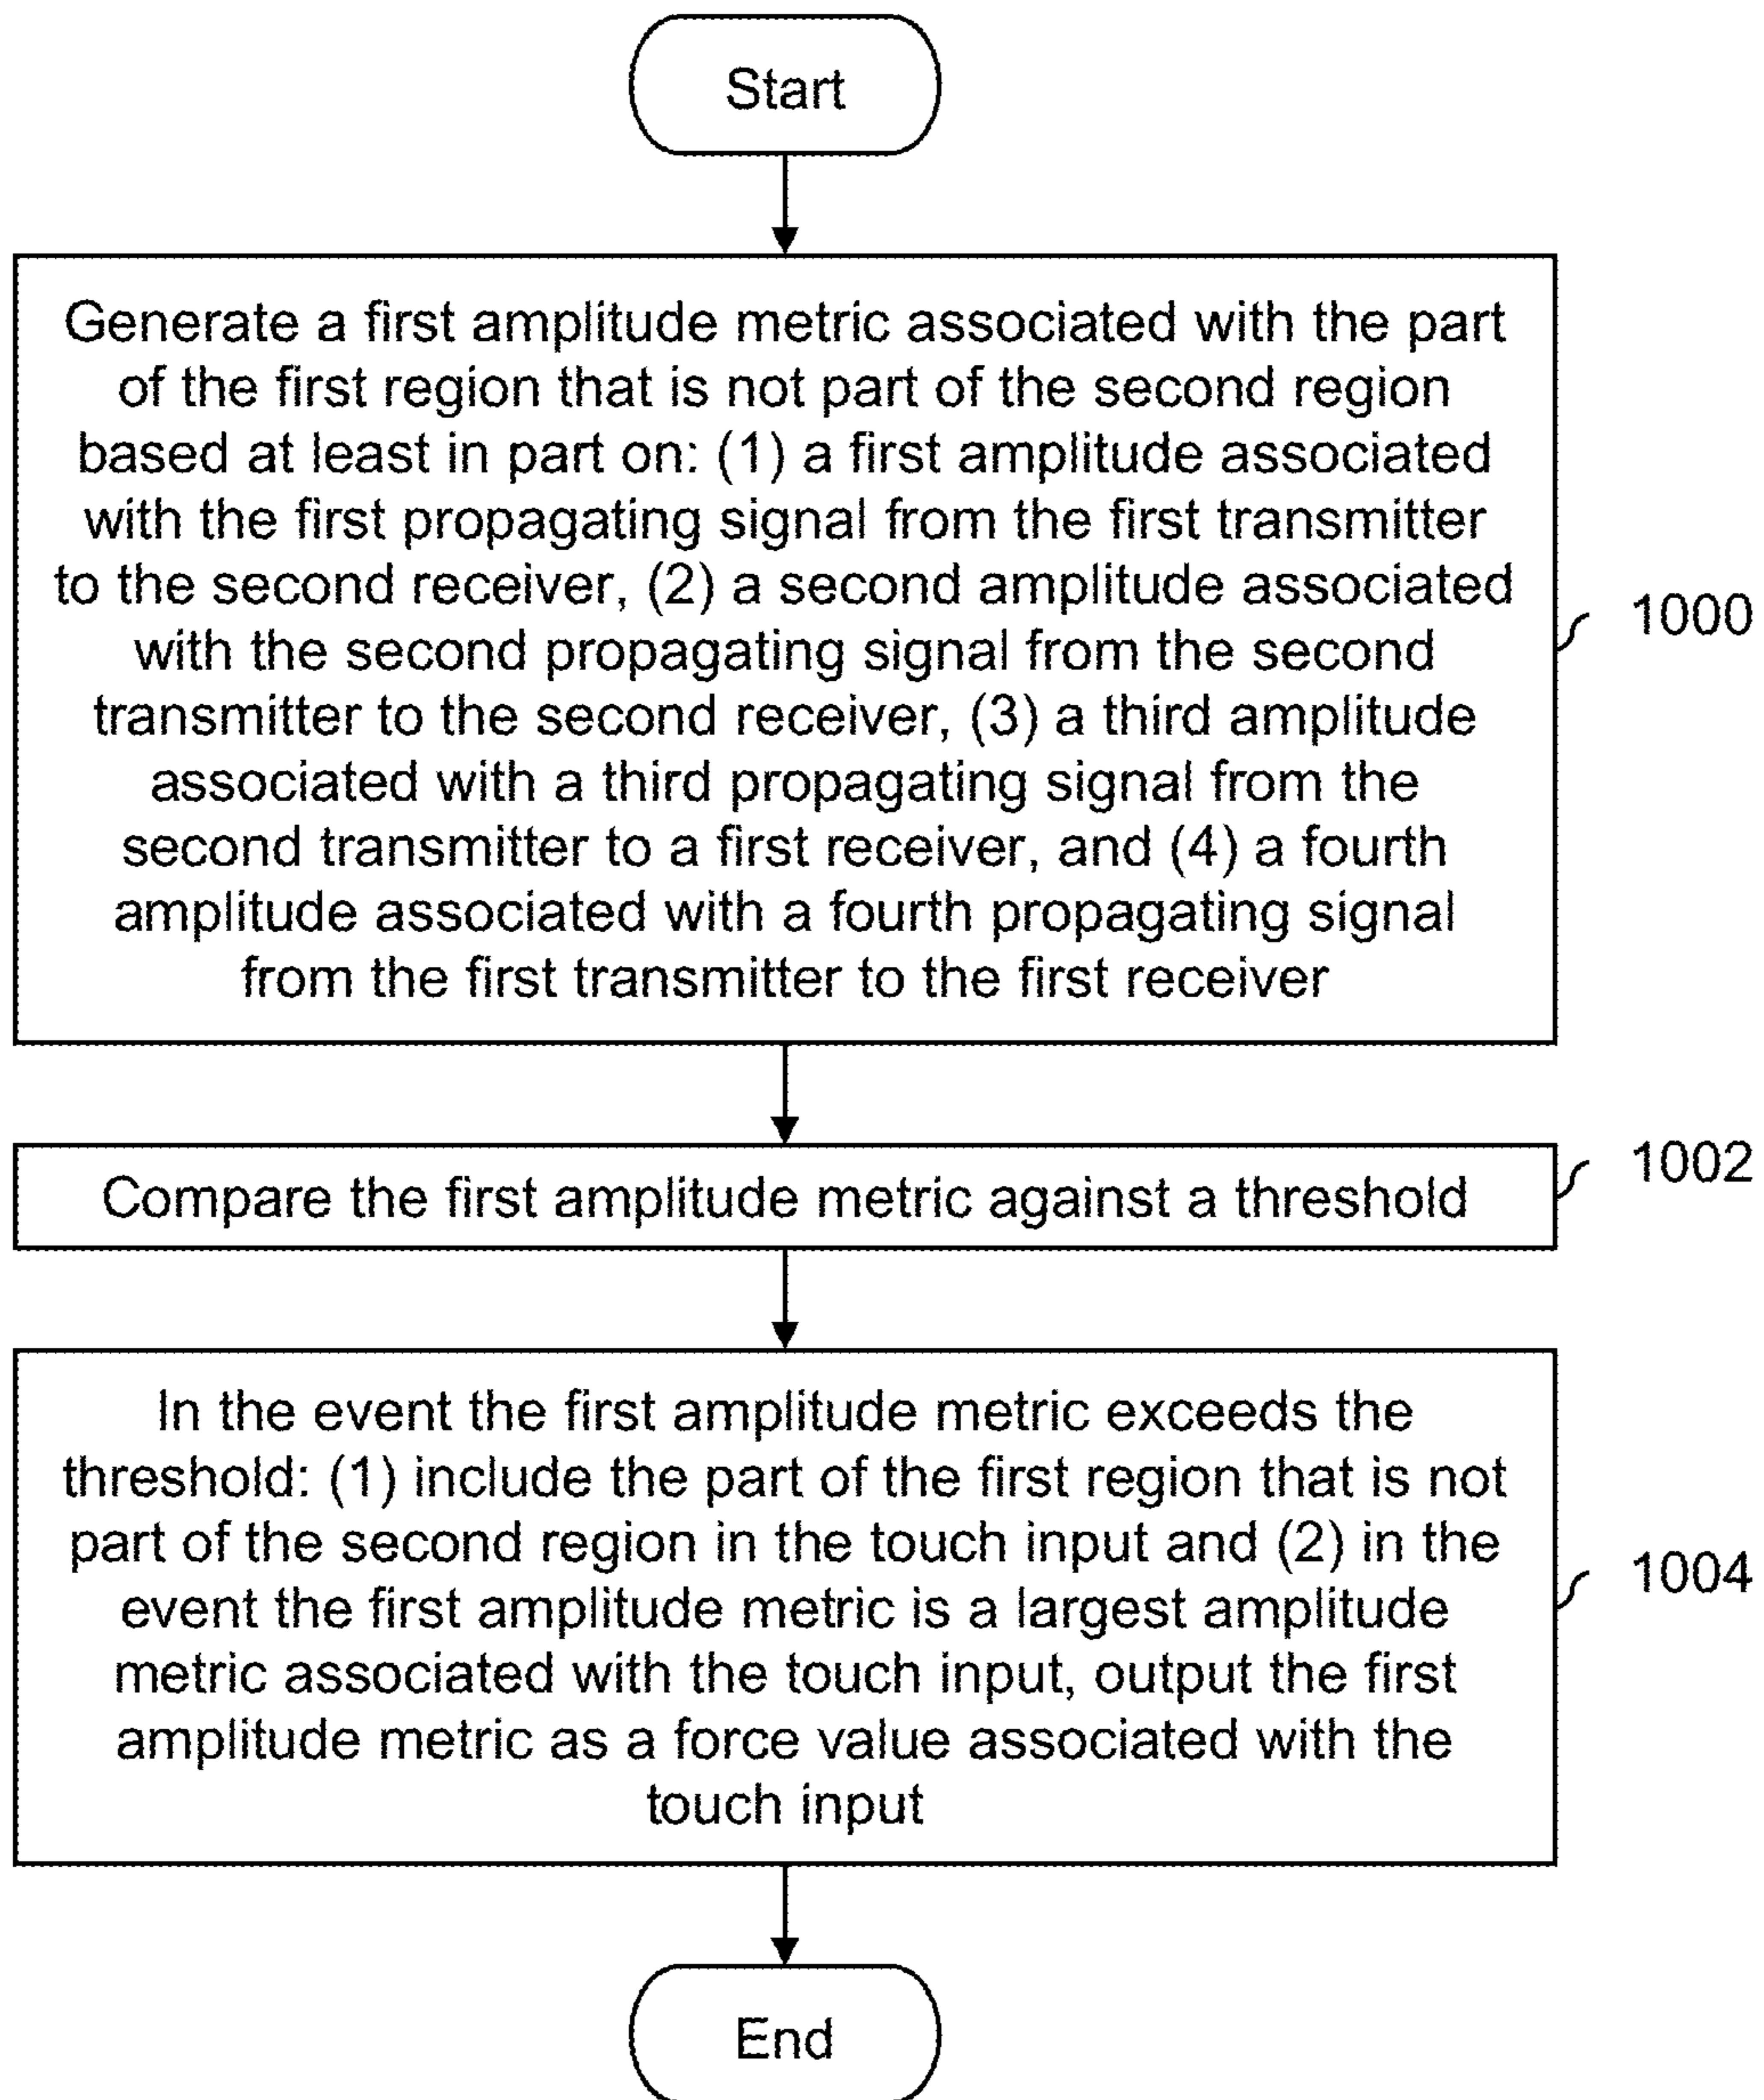 Start
Generate a first amplitude metric associated with the part
of the first region that is not part of the second region
based at least in part on: (1) a first amplitude associated
with the first propagating signal from the first transmitter
to the second receiver, (2) a second amplitude associated
with the second propagating signal from the second
transmitter to the second receiver, (3) a third amplitude
associated with a third propagating signal from the
second transmitter to a first receiver, and (4) a fourth
amplitude associated with a fourth propagating signal
from the first transmitter to the first receiver
1000
Compare the first amplitude metric against a threshold
1002
In the event the first amplitude metric exceeds the
threshold: (1) include the part of the first region that is not
part of the second region in the touch input and (2) in the
event the first amplitude metric is a largest amplitude
metric associated with the touch input, output the first
amplitude metric as a force value associated with the
touch input
1004
End